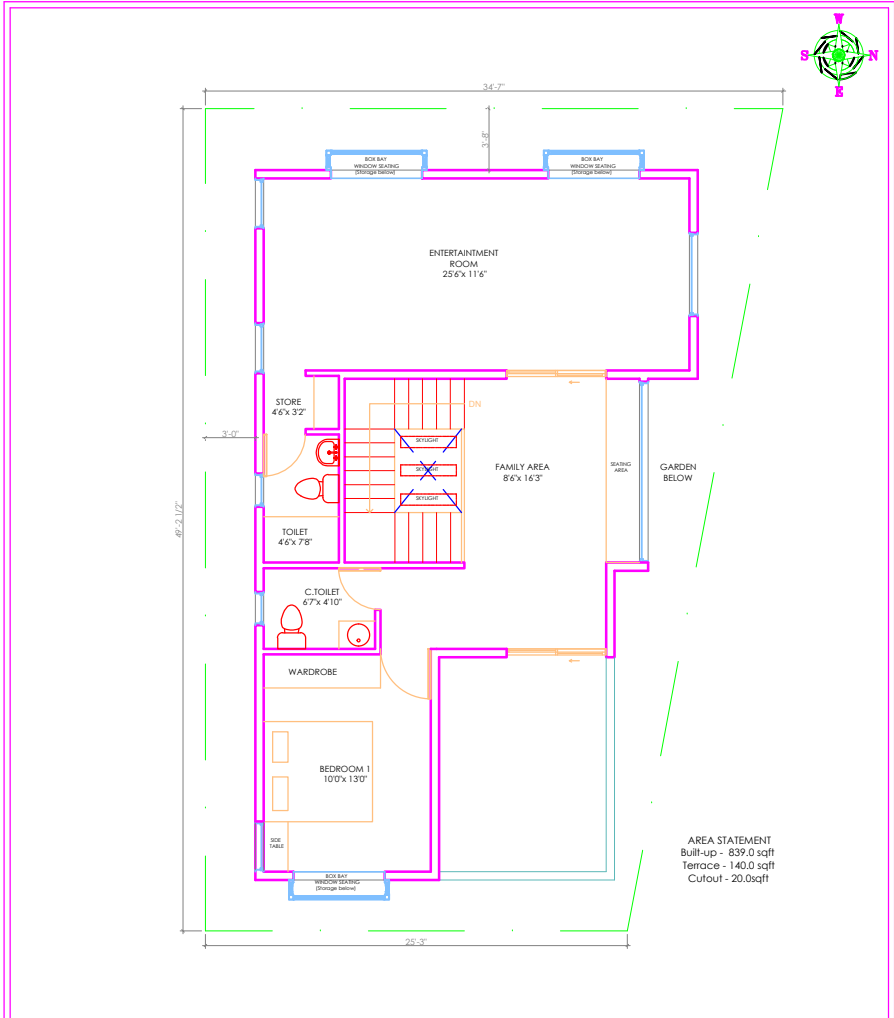 W
S
N
E
34'-7"
3'-8"
BOX BAY
WINDOW SEATING
(Storage below)
BOX BAY
WINDOW SEATING
(Storage below)
ENTERTAINTMENT
ROOM
25'6"x 11'6"
STORE
4'6"x 3'2"
DN
SKYLIGHT
SKYLIGHT
SKYLIGHT
3'-0"
FAMILY AREA
8'6"x 16'3"
SEATING
AREA
GARDEN
BELOW
49'-2 1/2"
TOILET
4'6"x 7'8"
C.TOILET
6'7"x 4'10"
WARDROBE
BEDROOM 1
10'0"x 13'0"
SIDE
TABLE
BOX BAY
WINDOW SEATING
(Storage below)
AREA STATEMENT
Built-up - 839.0 sqft
Terrace - 140.0 sqft
Cutout - 20.0sqft
25'-3"